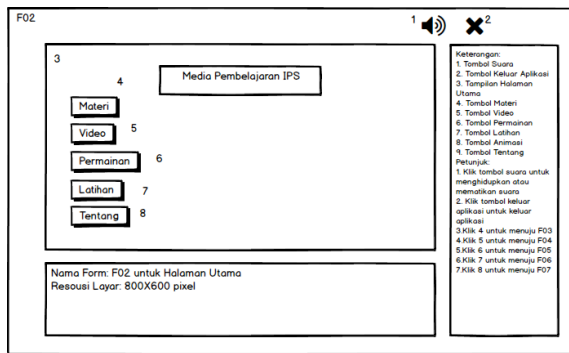 F02
1
2
3
Media Pembelajaran IPS
4
Materi
Video
5
Permainan
6
Latihan
7
Tentang
8
Nama Form: F02 untuk Halaman Utama
Resousi Layar: 800X600 pixel
Keterangan:
1. Tombol Suara
2. Tombol Keluar Aplikasi
3. Tampilan Halaman
Utama
4. Tombol Materi
5. Tombol Video
6. Tombol Permainan
7. Tombol Latihan
8. Tombol Animasi
9. Tombol Tentang
Petunjuk:
1. Klik tombol suara untuk
menghidupkan atau
mematikan suara
2. Klik tombol keluar
aplikasi untuk keluar
aplikasi
3.Klik 4 untuk menuju F03
4.Klik 5 untuk menuju F04
5.Klik 6 untuk menuju F05
6.Klik 7 untuk menuju F06
7.Klik 8 untuk menuju F07